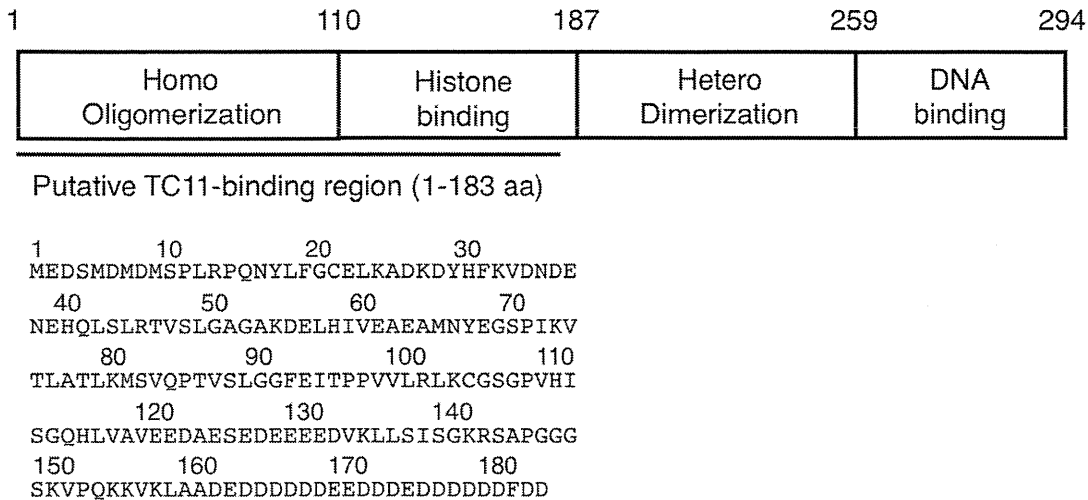 1 110 187 259 294
Homo Histone Hetero DNA
Oligomerization binding Dimerization binding
Putative TC11-binding region (1-183 aa)
1 10 20 30
MEDSMDMDMSPLRPQNYLFGCELKADKDYHFKVDNDE
40 50 60 70
NEHQLSLRTVSLGAGAKDELHIVEAEAMNYEGSPIKV
80 90 100 110
TLATLKMSVQPTVSLGGFEITPPVVLRLKCGSGPVHI
120 130 140
SGQHLVAVEEDAESEDEEEEDVKLLSISGKRSAPGGG
150 160 170 180
SKVPQKKVKLAADEDDDDDDEEDDDEDDDDDDFDD